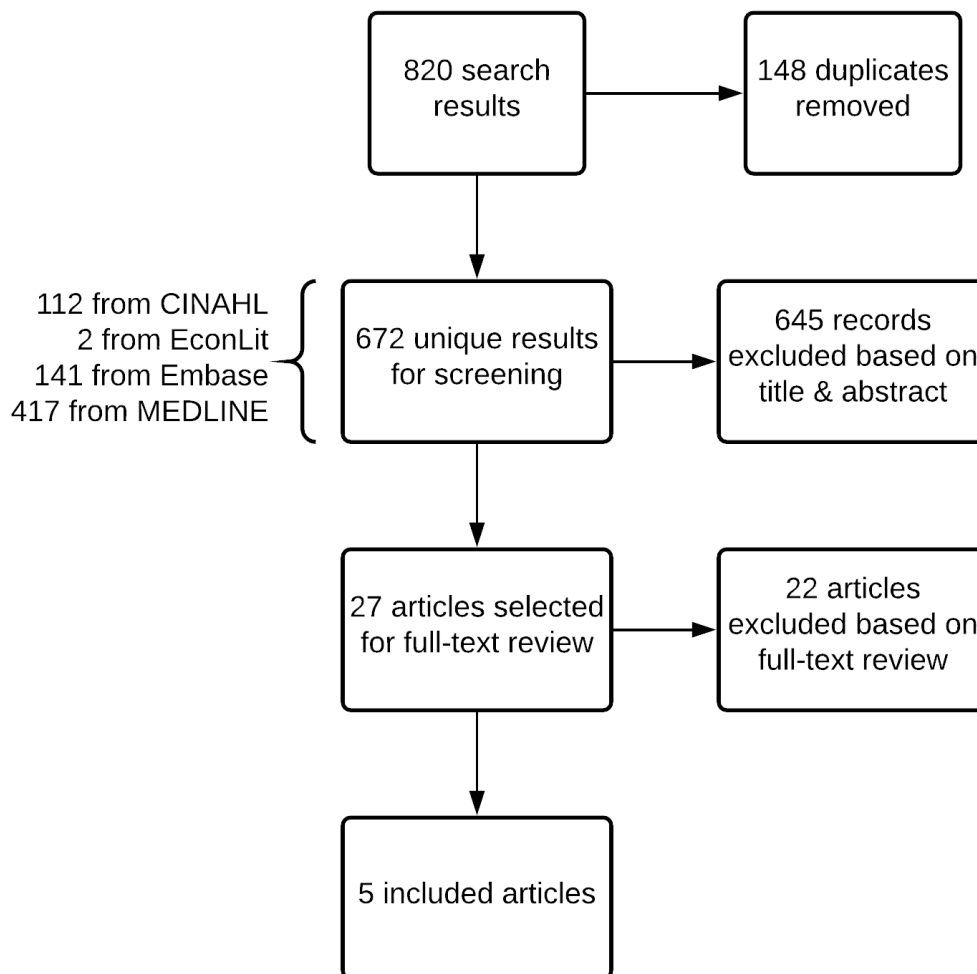 820 search
results
148 duplicates
removed
112 from CINAHL
2 from EconLit
141 from Embase
417 from MEDLINE
672 unique results
for screening
645 records
excluded based on
title & abstract
27 articles selected
for full-text review
22 articles
excluded based on
full-text review
5 included articles